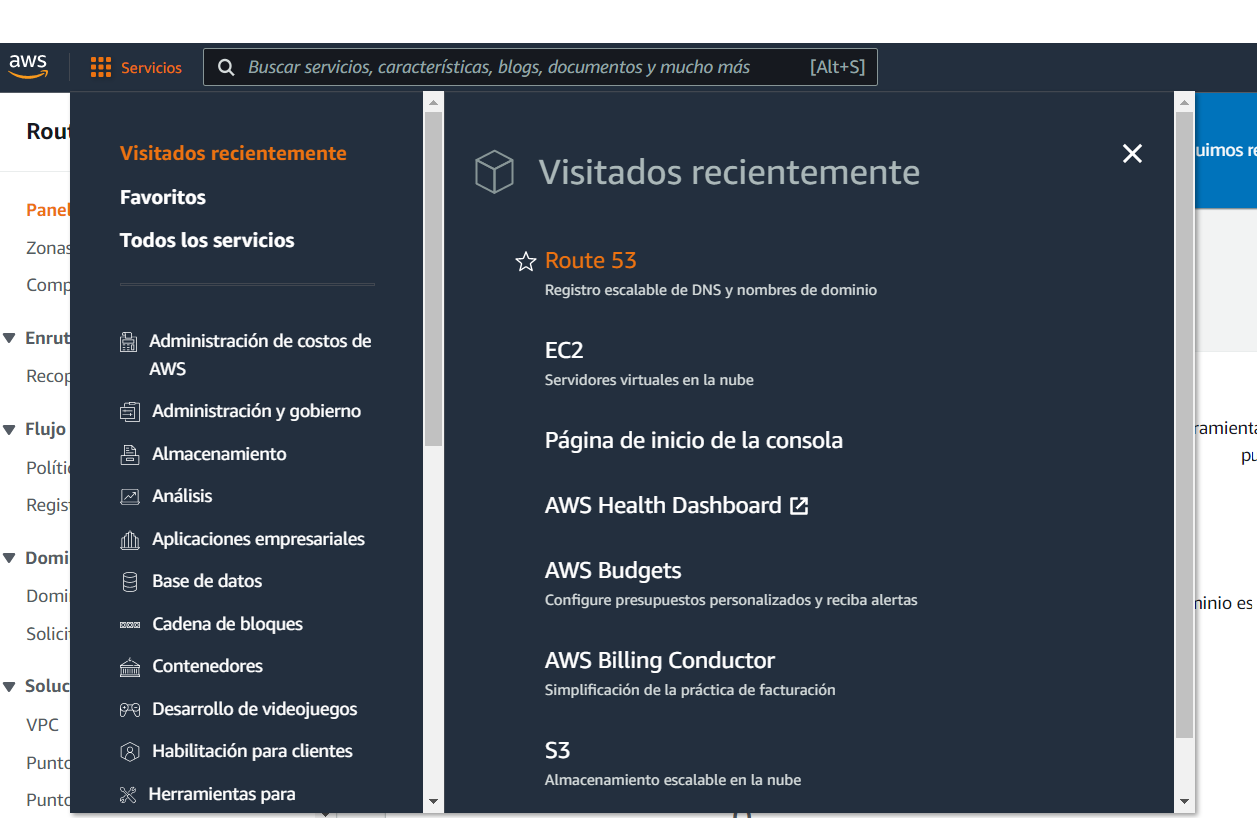 aws
Servicios
Buscar servicios, características, blogs, documentos y mucho más
[Alt+S]
Visitados recientemente
Favoritos
Todos los servicios
Administración de costos de
AWS
Administración y gobierno
Almacenamiento
Análisis
Aplicaciones empresariales
Base de datos
Cadena de bloques
Contenedores
Desarrollo de videojuegos
Habilitación para clientes
Herramientas para
Visitados recientemente
Route 53
Registro escalable de DNS y nombres de dominio
EC2
Servidores virtuales en la nube
Página de inicio de la consola
AWS Health Dashboard
AWS Budgets
Configure presupuestos personalizados y reciba alertas
AWS Billing Conductor
Simplificación de la práctica de facturación
S3
Almacenamiento escalable en la nube
Rou
Panel
Zonas
Comp
Enrut
Recop
Flujo
Políti
Regis
Domi
Domi
Solici
Soluc
VPC
Punto
Punto
uimos re
ramienta
pu
ninio es